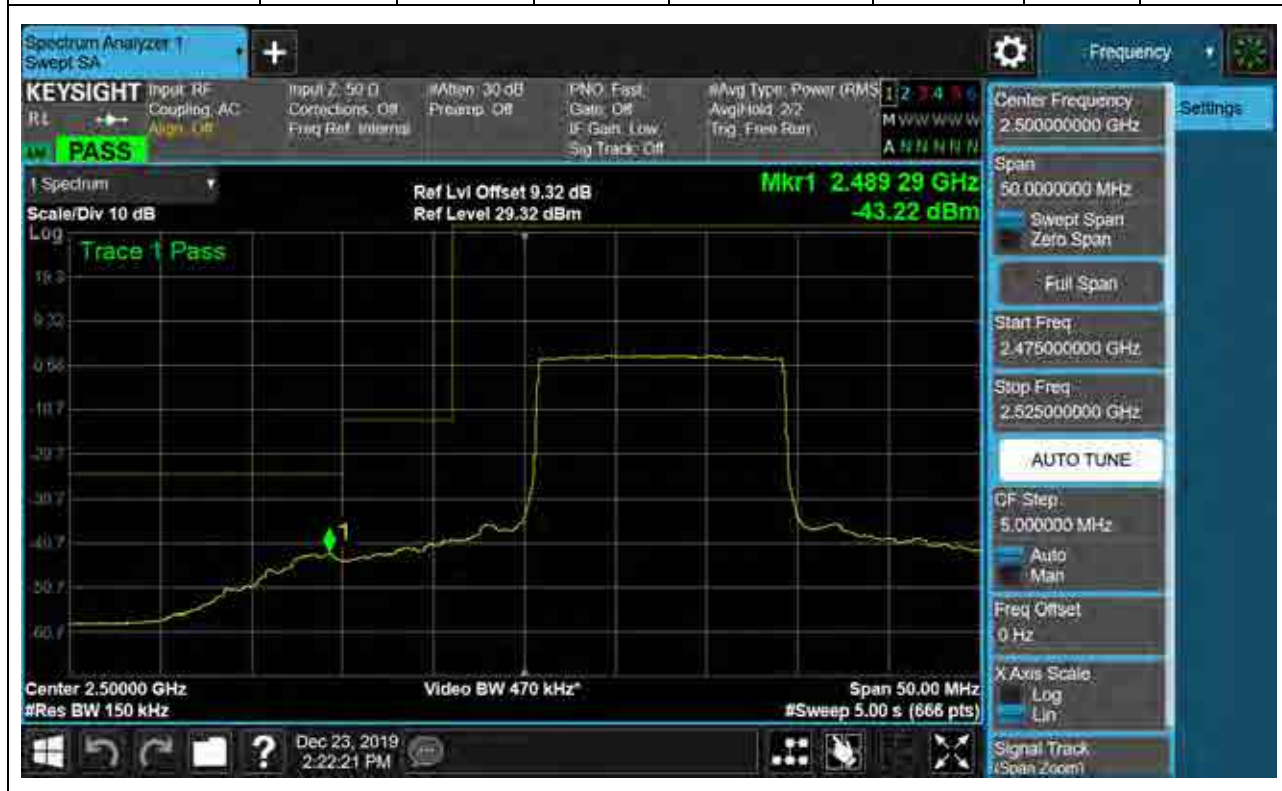 Spectrum Analyzer 1
Swept SA
Frequency
KEYSIGHT
RL
Input: RF
Coupling: AC
Align: Off
Input Z: 50 Ω
Corrections: Off
Freq Ref: Internal
#Atten: 30 dB
Preamp: Off
PNO: Fast
Gate: Off
IF Gain: Low
Sig Track: Off
#Avg Type: Power (RMS
Avg|Hold: 2/2
Trig: Free Run
1 2 3 4 5 6
M W W W W W
A N N N N N
PASS
1 Spectrum
Scale/Div 10 dB
Log
Ref Lvl Offset 9.32 dB
Ref Level 29.32 dBm
Mkr1 2.489 29 GHz
-43.22 dBm
Trace 1 Pass
19.3
9.32
-0.68
-10.7
-20.7
-30.7
-40.7
-50.7
-60.7
1
Center 2.50000 GHz
#Res BW 150 kHz
Video BW 470 kHz*
Span 50.00 MHz
#Sweep 5.00 s (666 pts)
Dec 23, 2019
2:22:21 PM
Center Frequency
2.500000000 GHz
Settings
Span
50.0000000 MHz
Swept Span
Zero Span
Full Span
Start Freq
2.475000000 GHz
Stop Freq
2.525000000 GHz
AUTO TUNE
CF Step
5.000000 MHz
Auto
Man
Freq Offset
0 Hz
X Axis Scale
Log
Lin
Signal Track
(Span Zoom)